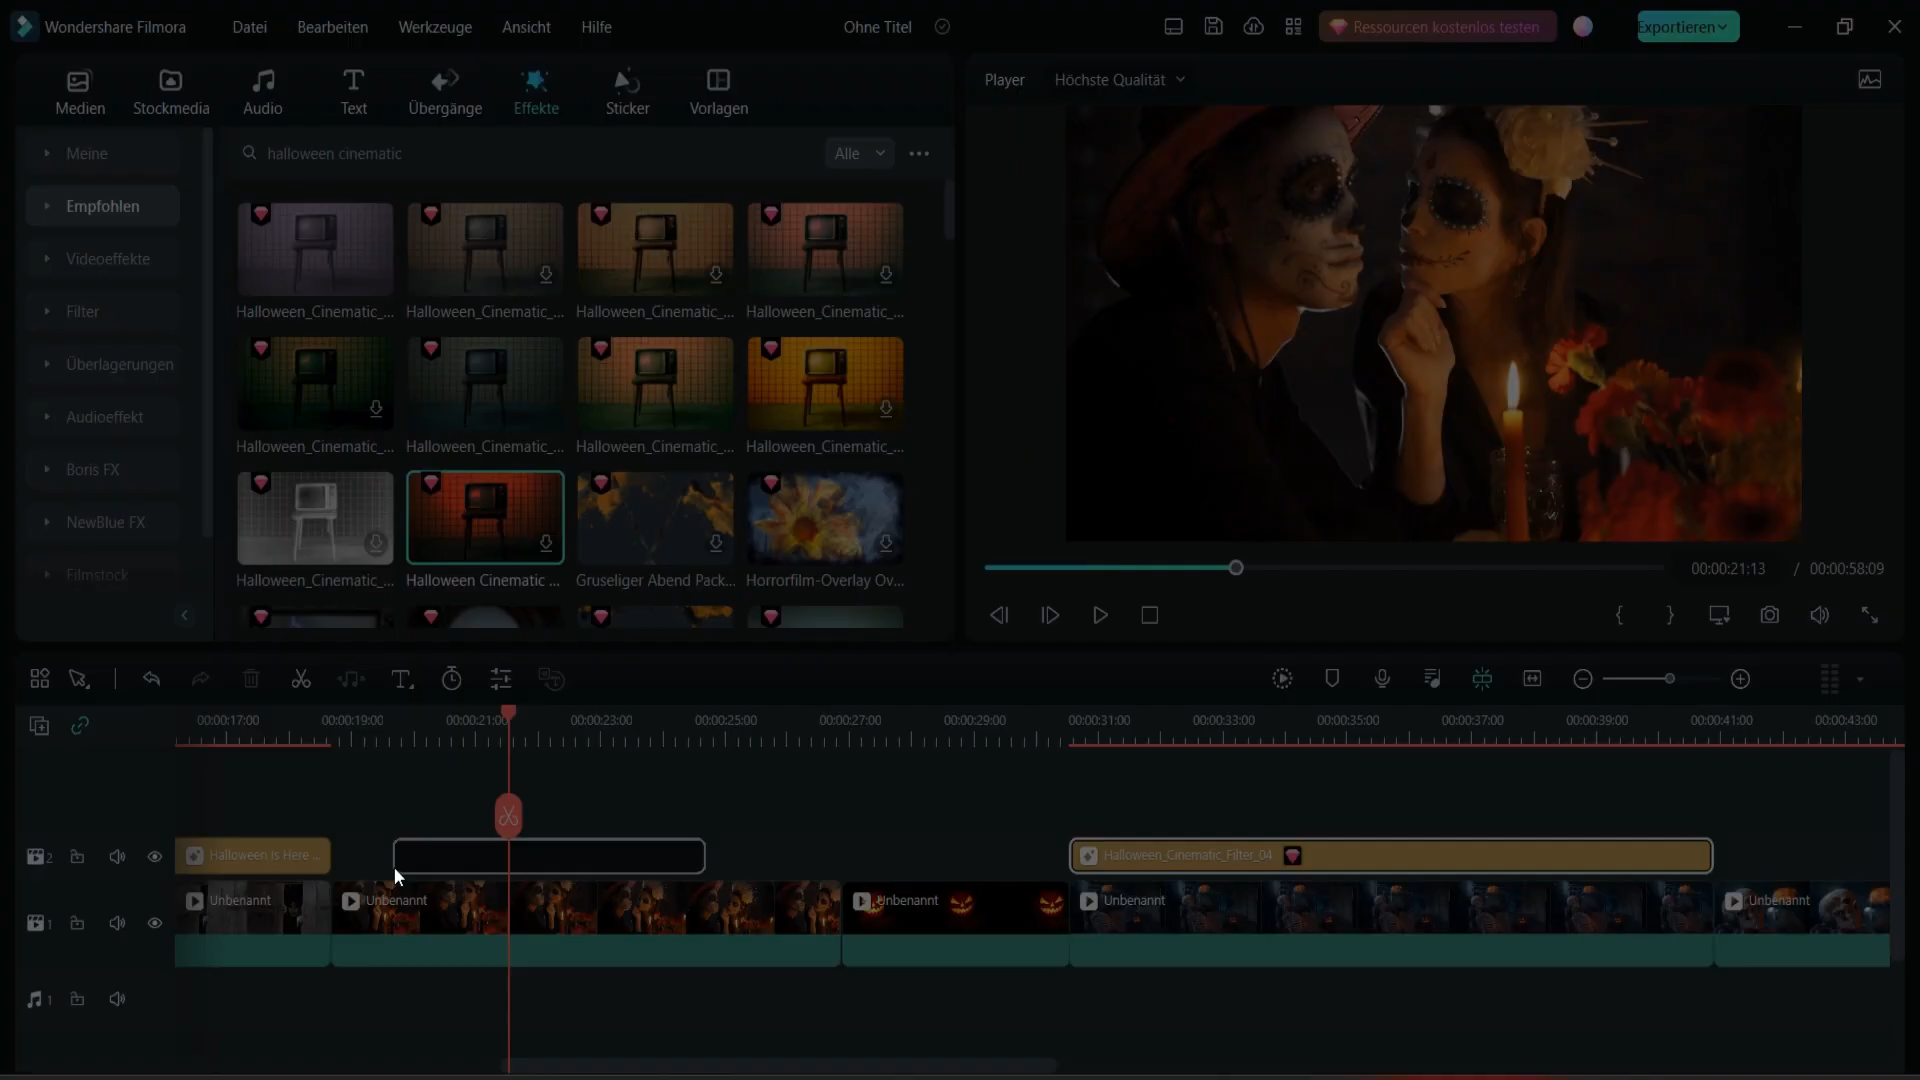 Wondershare Filmora
Datei
Bearbeiten
Werkzeuge
Ansicht
Hilfe
Ohne Titel
Ressourcen kostenlos testen
Exportieren
Medien
Stockmedia
Audio
Text
Übergänge
Effekte
Sticker
Vorlagen
Player
Höchste Qualität
Meine
Empfohlen
Videoeffekte
Filter
Überlagerungen
Audioeffekt
Boris FX
NewBlue FX
Filmstock
halloween cinematic
Alle
Halloween_Cinematic_...
Halloween_Cinematic_...
Halloween_Cinematic_...
Halloween_Cinematic_...
Halloween_Cinematic_...
Halloween_Cinematic_...
Halloween_Cinematic_...
Halloween_Cinematic_...
Halloween_Cinematic_...
Halloween Cinematic ...
Gruseliger Abend Pack...
Horrorfilm-Overlay Ov...
00:00:21:13 / 00:00:58:09
00:00:17:00
00:00:19:00
00:00:21:00
00:00:23:00
00:00:25:00
00:00:27:00
00:00:29:00
00:00:31:00
00:00:33:00
00:00:35:00
00:00:37:00
00:00:39:00
00:00:41:00
00:00:43:00
2
Halloween Is Here ...
Halloween_Cinematic_Filter_04
1
Unbenannt
Unbenannt
Unbenannt
Unbenannt
Unbenannt
1